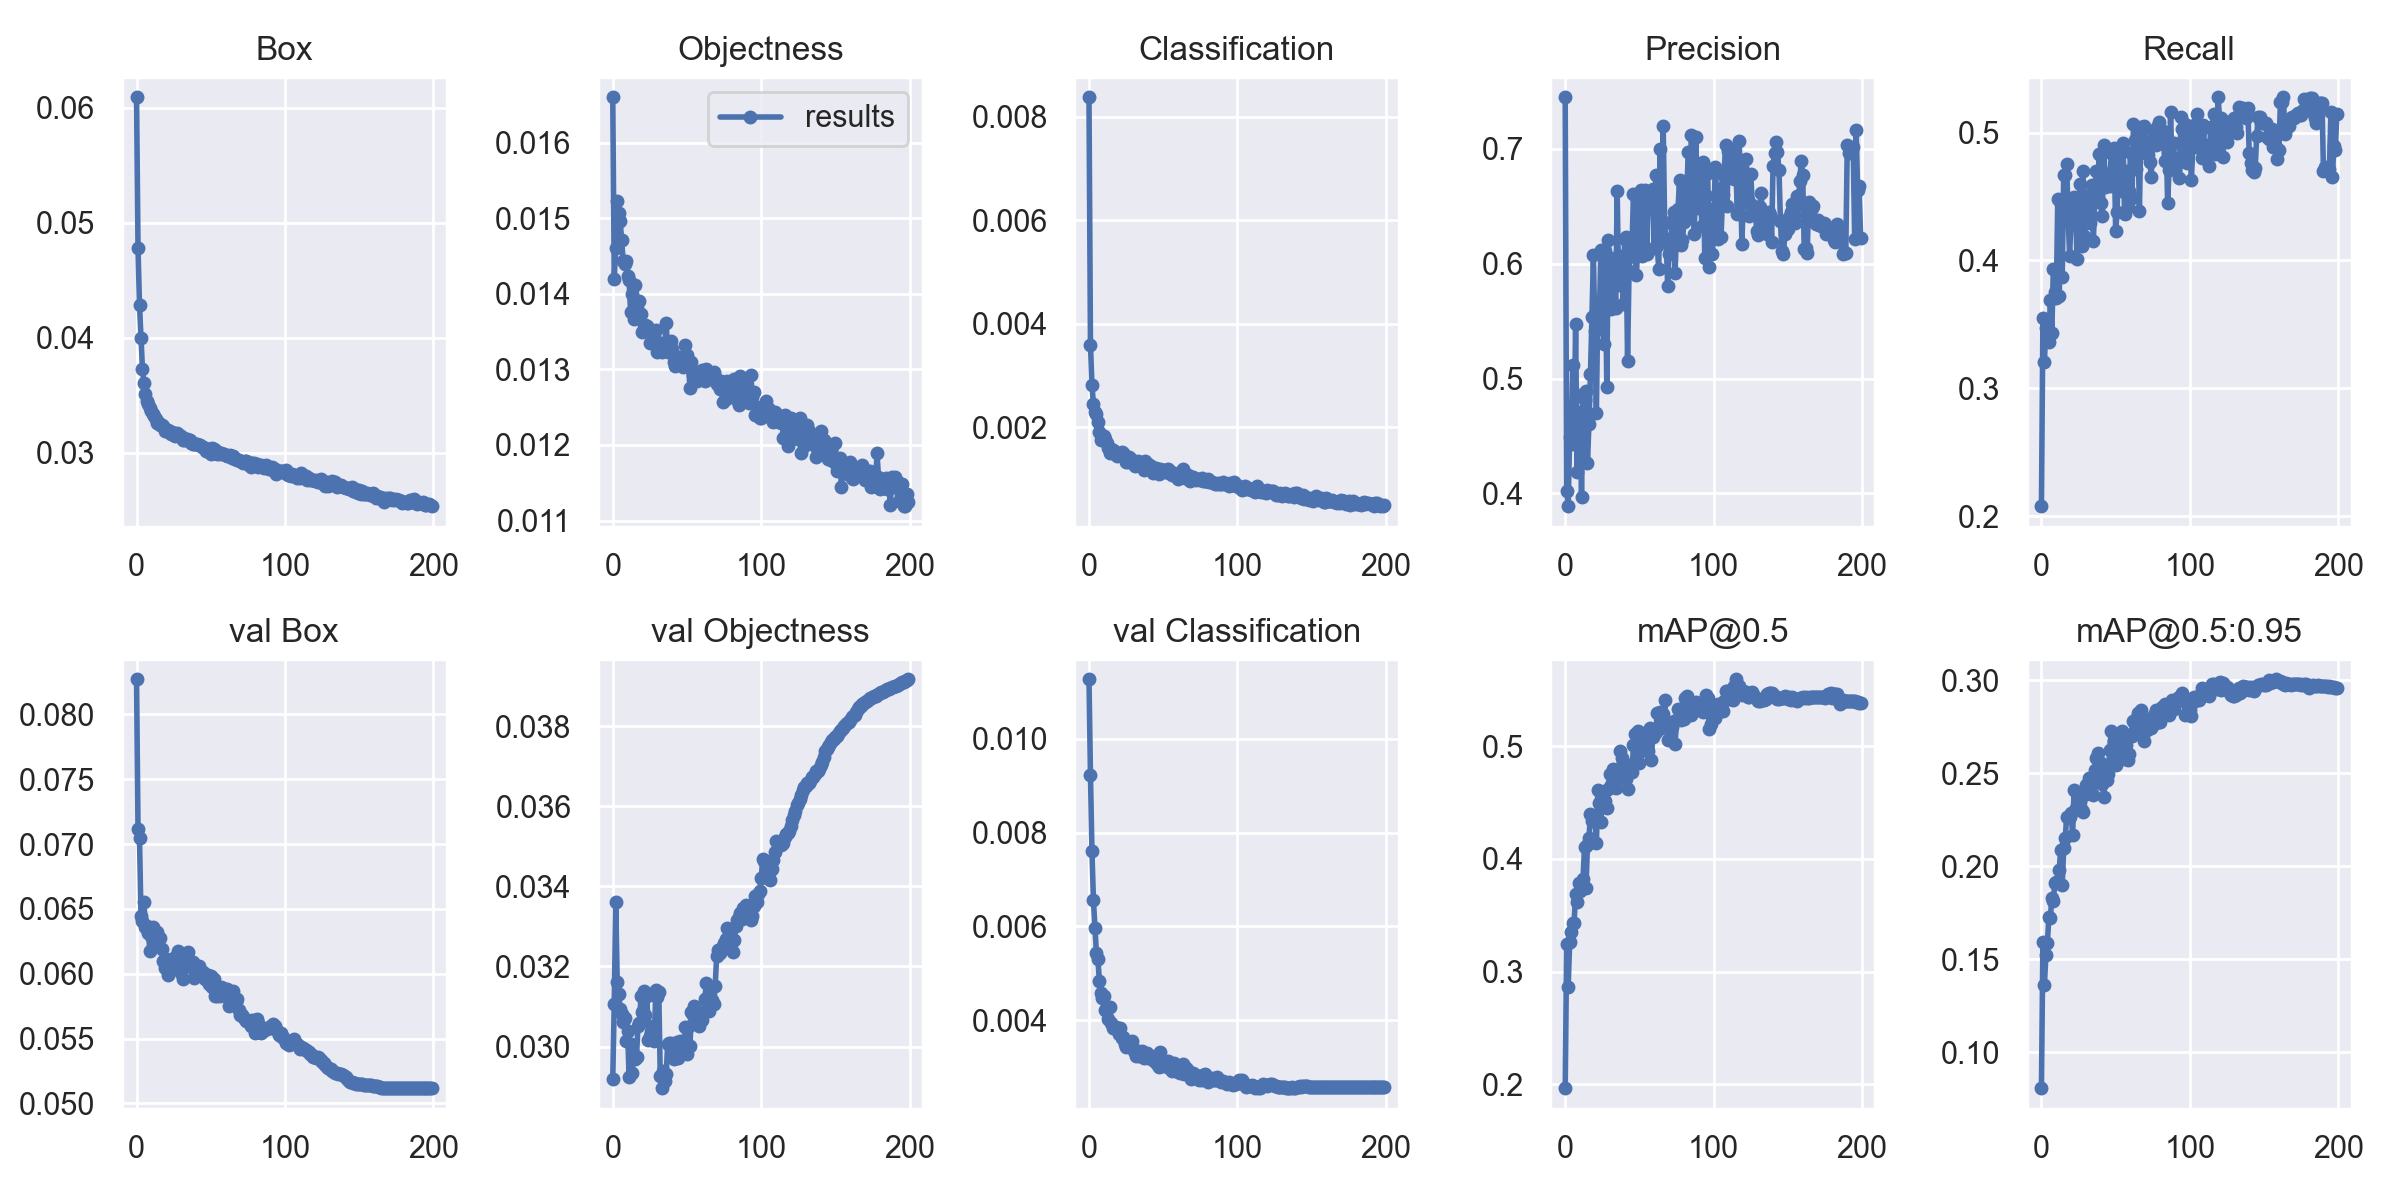 Box
0.06
0.05
0.04
0.03
0 100 200
Objectness
results
0.016
0.015
0.014
0.013
0.012
0.011
0 100 200
Classification
0.008
0.006
0.004
0.002
0 100 200
Precision
0.7
0.6
0.5
0.4
0 100 200
Recall
0.5
0.4
0.3
0.2
0 100 200
val Box
0.080
0.075
0.070
0.065
0.060
0.055
0.050
0 100 200
val Objectness
0.038
0.036
0.034
0.032
0.030
0 100 200
val Classification
0.010
0.008
0.006
0.004
0 100 200
mAP@0.5
0.5
0.4
0.3
0.2
0 100 200
mAP@0.5:0.95
0.30
0.25
0.20
0.15
0.10
0 100 200